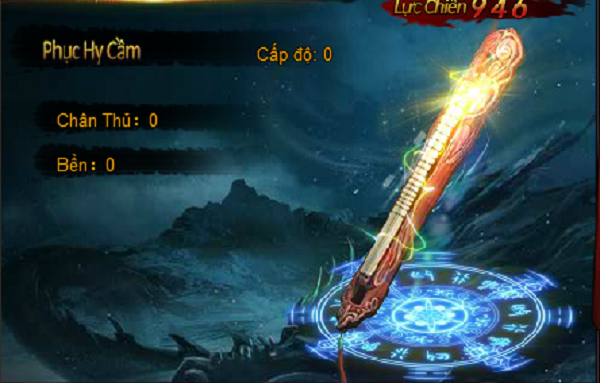 Lực Chiến 946
Phục Hy Cầm
Cấp độ: 0
Chân Thủ: 0
Bền: 0